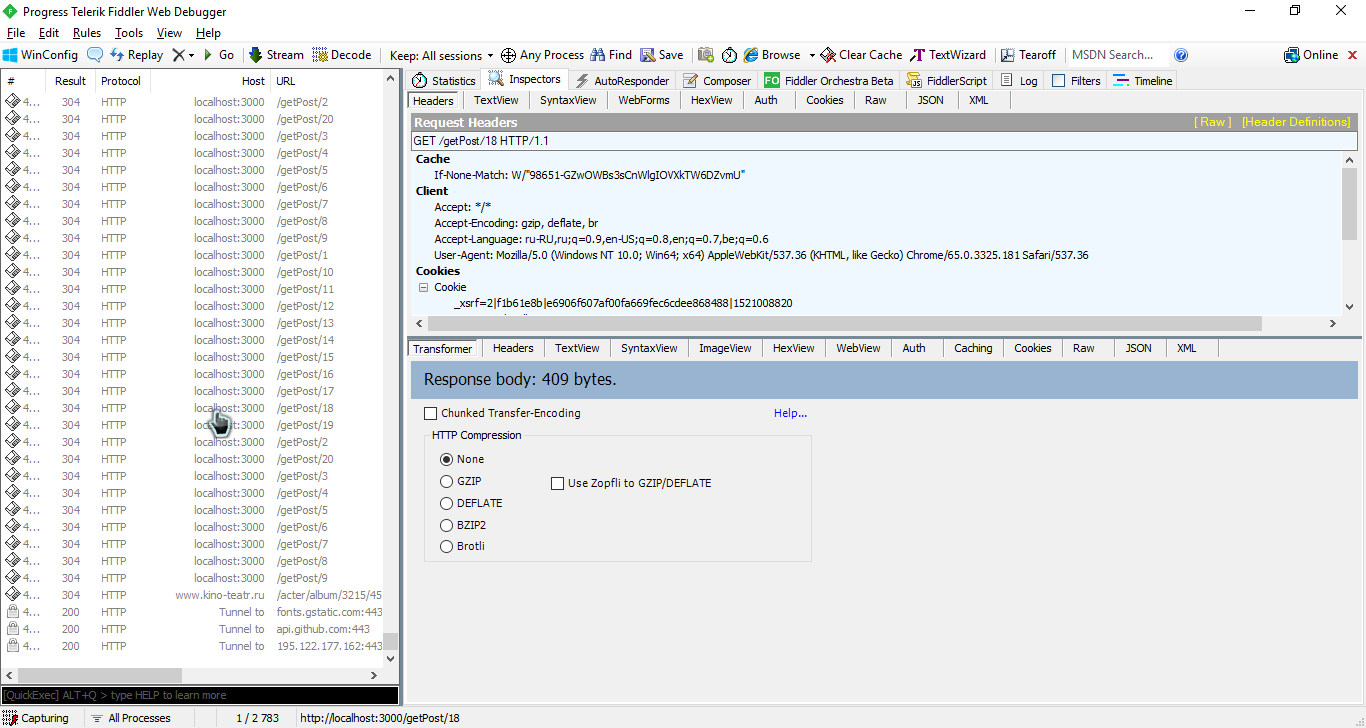 Progress Telerik Fiddler Web Debugger
File Edit Rules Tools View Help
WinConfig Replay Go Stream Decode Keep: All sessions Any Process Find Save Browse Clear Cache TextWizard Tearoff MSDN Search... Online
# Result Protocol Host URL
4... 304 HTTP localhost:3000 /getPost/2
4... 304 HTTP localhost:3000 /getPost/20
4... 304 HTTP localhost:3000 /getPost/3
4... 304 HTTP localhost:3000 /getPost/4
4... 304 HTTP localhost:3000 /getPost/5
4... 304 HTTP localhost:3000 /getPost/6
4... 304 HTTP localhost:3000 /getPost/7
4... 304 HTTP localhost:3000 /getPost/8
4... 304 HTTP localhost:3000 /getPost/9
4... 304 HTTP localhost:3000 /getPost/1
4... 304 HTTP localhost:3000 /getPost/10
4... 304 HTTP localhost:3000 /getPost/11
4... 304 HTTP localhost:3000 /getPost/12
4... 304 HTTP localhost:3000 /getPost/13
4... 304 HTTP localhost:3000 /getPost/14
4... 304 HTTP localhost:3000 /getPost/15
4... 304 HTTP localhost:3000 /getPost/16
4... 304 HTTP localhost:3000 /getPost/17
4... 304 HTTP localhost:3000 /getPost/18
4... 304 HTTP localhost:3000 /getPost/19
4... 304 HTTP localhost:3000 /getPost/2
4... 304 HTTP localhost:3000 /getPost/20
4... 304 HTTP localhost:3000 /getPost/3
4... 304 HTTP localhost:3000 /getPost/4
4... 304 HTTP localhost:3000 /getPost/5
4... 304 HTTP localhost:3000 /getPost/6
4... 304 HTTP localhost:3000 /getPost/7
4... 304 HTTP localhost:3000 /getPost/8
4... 304 HTTP localhost:3000 /getPost/9
4... 304 HTTP www.kino-teatr.ru /acter/album/3215/45
4... 200 HTTP Tunnel to fonts.gstatic.com:443
4... 200 HTTP Tunnel to api.github.com:443
4... 200 HTTP Tunnel to 195.122.177.162:443
[QuickExec] ALT+Q > type HELP to learn more
Statistics Inspectors AutoResponder Composer FO Fiddler Orchestra Beta FiddlerScript Log Filters Timeline
Headers TextView SyntaxView WebForms HexView Auth Cookies Raw JSON XML
Request Headers [ Raw ] [Header Definitions]
GET /getPost/18 HTTP/1.1
Cache
If-None-Match: W/"98651-GZwOWBs3sCnWlgIOVXkTW6DZvmU"
Client
Accept: */*
Accept-Encoding: gzip, deflate, br
Accept-Language: ru-RU,ru;q=0.9,en-US;q=0.8,en;q=0.7,be;q=0.6
User-Agent: Mozilla/5.0 (Windows NT 10.0; Win64; x64) AppleWebKit/537.36 (KHTML, like Gecko) Chrome/65.0.3325.181 Safari/537.36
Cookies
Cookie
_xsrf=2|f1b61e8b|e6906f607af00fa669fec6cdee868488|1521008820
Transformer Headers TextView SyntaxView ImageView HexView WebView Auth Caching Cookies Raw JSON XML
Response body: 409 bytes.
Chunked Transfer-Encoding Help...
HTTP Compression
None
GZIP Use Zopfli to GZIP/DEFLATE
DEFLATE
BZIP2
Brotli
Capturing All Processes 1 / 2 783 http://localhost:3000/getPost/18